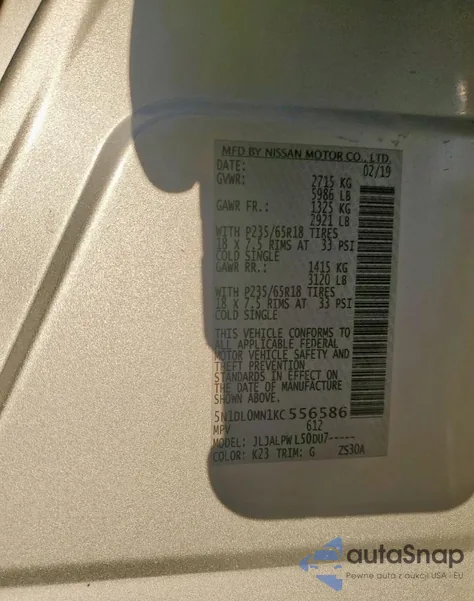 MFD BY NISSAN MOTOR CO., LTD.
DATE: 02/19
GVWR: 2715 KG
5986 LB
GAWR FR.: 1325 KG
2921 LB
WITH P235/65R18 TIRES
18 X 7.5 RIMS AT 33 PSI
COLD SINGLE
GAWR RR.: 1415 KG
3120 LB
WITH P235/65R18 TIRES
18 X 7.5 RIMS AT 33 PSI
COLD SINGLE
THIS VEHICLE CONFORMS TO
ALL APPLICABLE FEDERAL
MOTOR VEHICLE SAFETY AND
THEFT PREVENTION
STANDARDS IN EFFECT ON
THE DATE OF MANUFACTURE
SHOWN ABOVE.
5N1DL0MN1KC556586
MPV 612
MODEL: JLJALPWL50DU7-----
COLOR: K23 TRIM: G ZS30A
autaSnap
Pewne auta z aukcji USA i EU